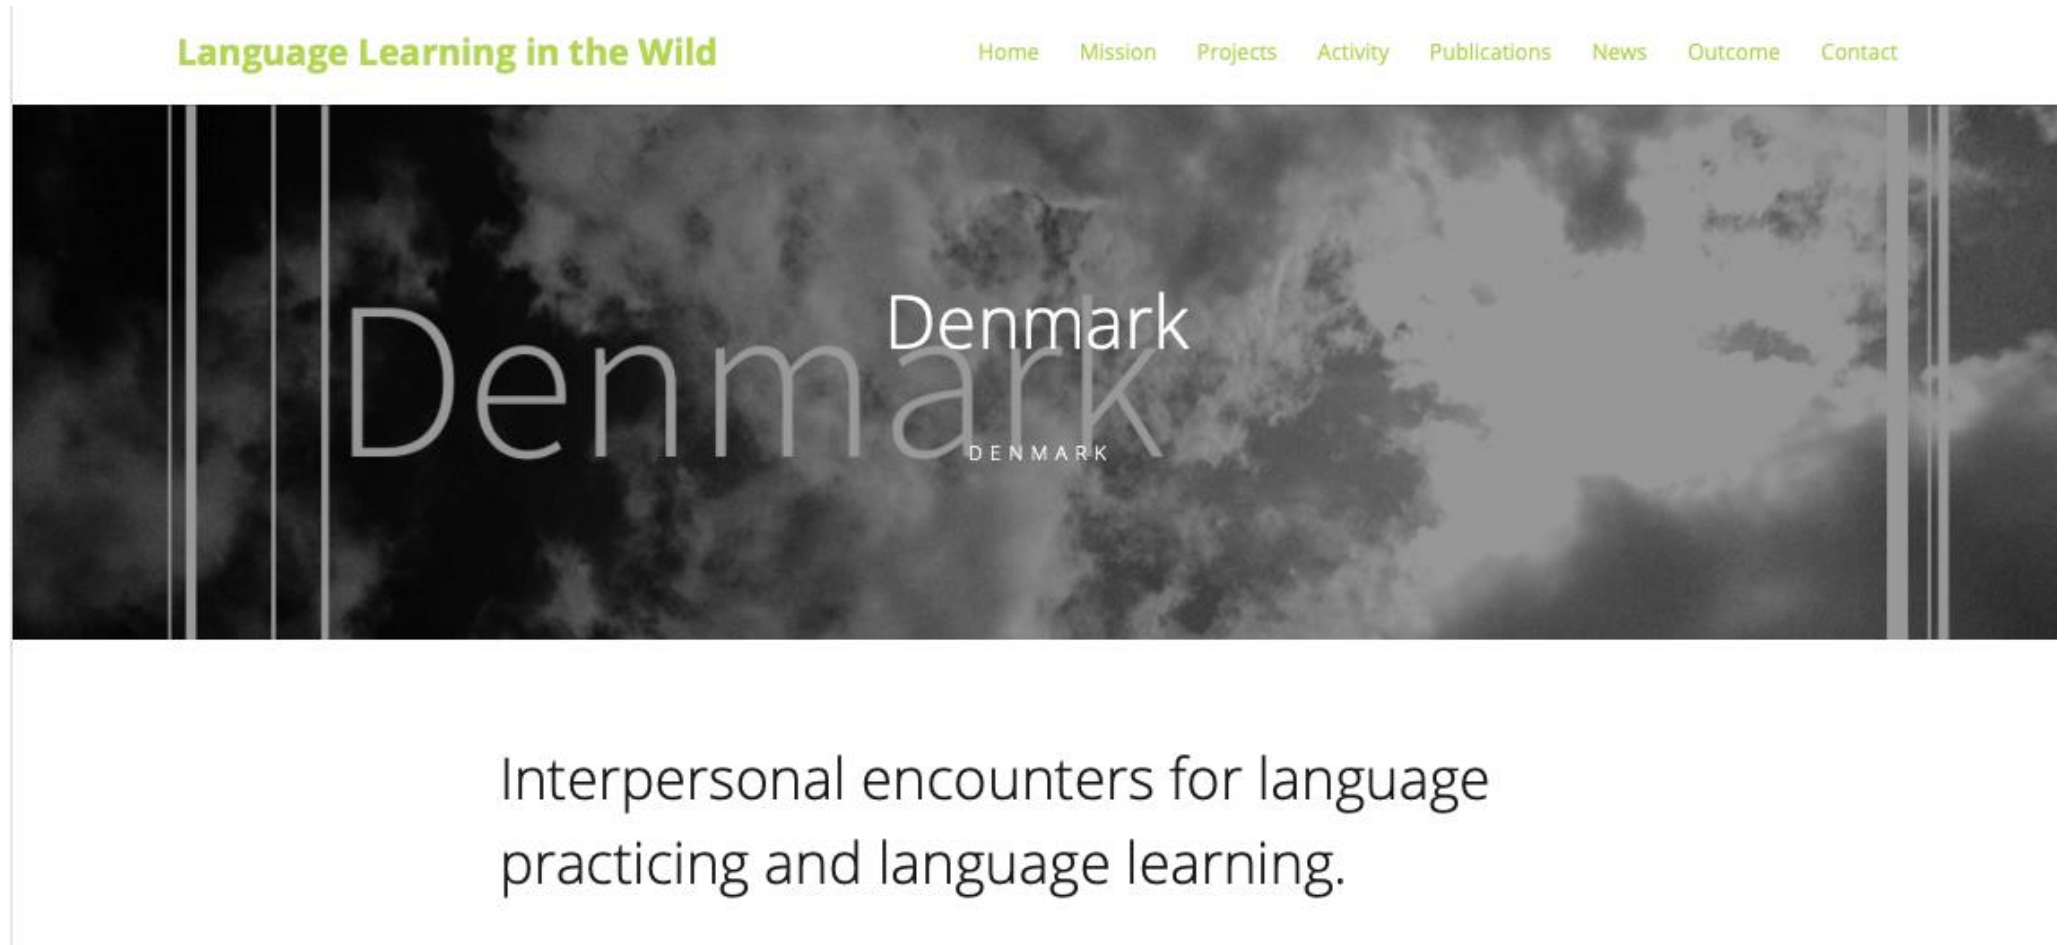 Language Learning in the Wild
Home Mission Projects Activity Publications News Outcome Contact
Denmark
Denmark
DENMARK
Interpersonal encounters for language
practicing and language learning.